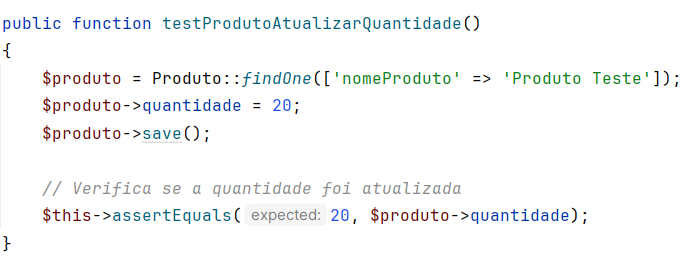 public function testProdutoAtualizarQuantidade()
{
    $produto = Produto::findOne(['nomeProduto' => 'Produto Teste']);
    $produto->quantidade = 20;
    $produto->save();

    // Verifica se a quantidade foi atualizada
    $this->assertEquals( expected: 20, $produto->quantidade);
}